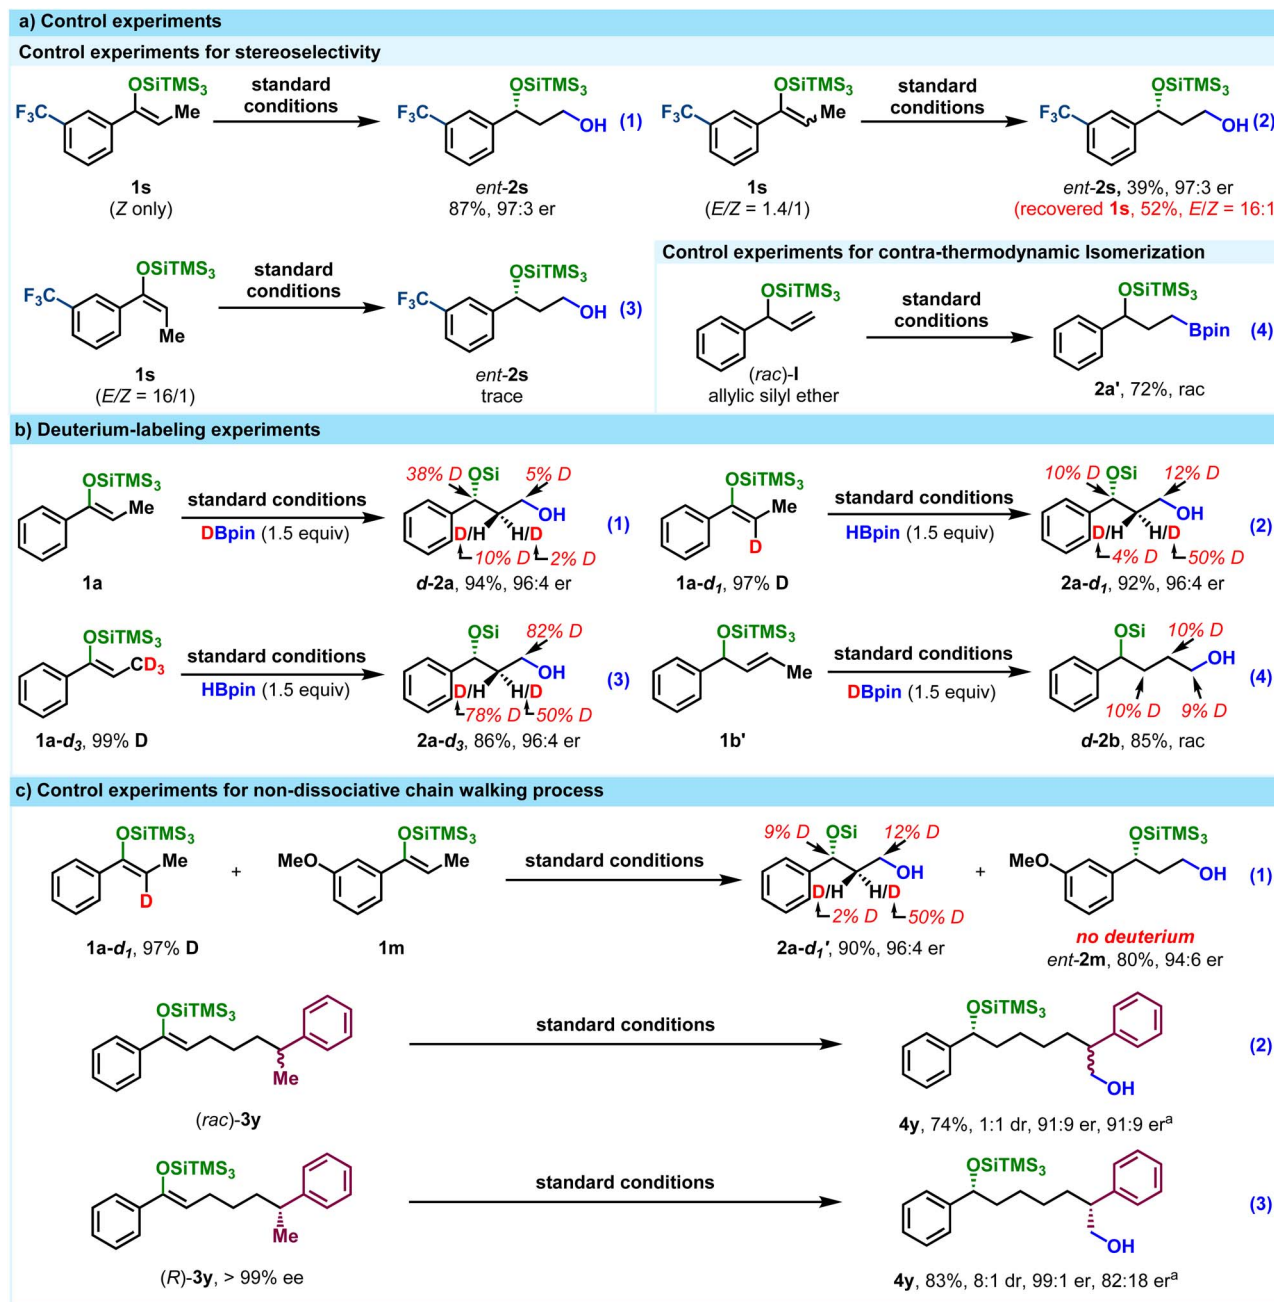 a) Control experiments
Control experiments for stereoselectivity
OSiTMS3
F3C
Me
1s
(Z only)
standard
conditions
OSiTMS3
F3C
OH
(1)
ent-2s
87%, 97:3 er
OSiTMS3
F3C
Me
1s
(E/Z = 1.4/1)
standard
conditions
OSiTMS3
F3C
OH
(2)
ent-2s, 39%, 97:3 er
(recovered 1s, 52%, E/Z = 16:1
OSiTMS3
F3C
Me
1s
(E/Z = 16/1)
standard
conditions
OSiTMS3
F3C
OH
(3)
ent-2s
trace
Control experiments for contra-thermodynamic Isomerization
OSiTMS3
(rac)-I
allylic silyl ether
standard
conditions
OSiTMS3
Bpin
(4)
2a', 72%, rac
b) Deuterium-labeling experiments
OSiTMS3
Me
1a
standard conditions
DBpin (1.5 equiv)
38% D
OSi
5% D
OH
D/H
H/D
10% D
2% D
(1)
d-2a, 94%, 96:4 er
OSiTMS3
Me
D
1a-d1, 97% D
standard conditions
HBpin (1.5 equiv)
10% D
OSi
12% D
OH
D/H
H/D
4% D
50% D
(2)
2a-d1, 92%, 96:4 er
OSiTMS3
CD3
1a-d3, 99% D
standard conditions
HBpin (1.5 equiv)
OSi
82% D
OH
D/H
H/D
78% D
50% D
(3)
2a-d3, 86%, 96:4 er
OSiTMS3
Me
1b'
standard conditions
DBpin (1.5 equiv)
OSi
10% D
OH
10% D
9% D
(4)
d-2b, 85%, rac
c) Control experiments for non-dissociative chain walking process
OSiTMS3
Me
D
1a-d1, 97% D
+
OSiTMS3
MeO
Me
1m
standard conditions
9% D
OSi
12% D
OH
D/H
H/D
2% D
50% D
2a-d1', 90%, 96:4 er
+
OSiTMS3
MeO
OH
(1)
no deuterium
ent-2m, 80%, 94:6 er
OSiTMS3
Me
(rac)-3y
standard conditions
OSiTMS3
OH
(2)
4y, 74%, 1:1 dr, 91:9 er, 91:9 era
OSiTMS3
Me
(R)-3y, > 99% ee
standard conditions
OSiTMS3
OH
(3)
4y, 83%, 8:1 dr, 99:1 er, 82:18 era